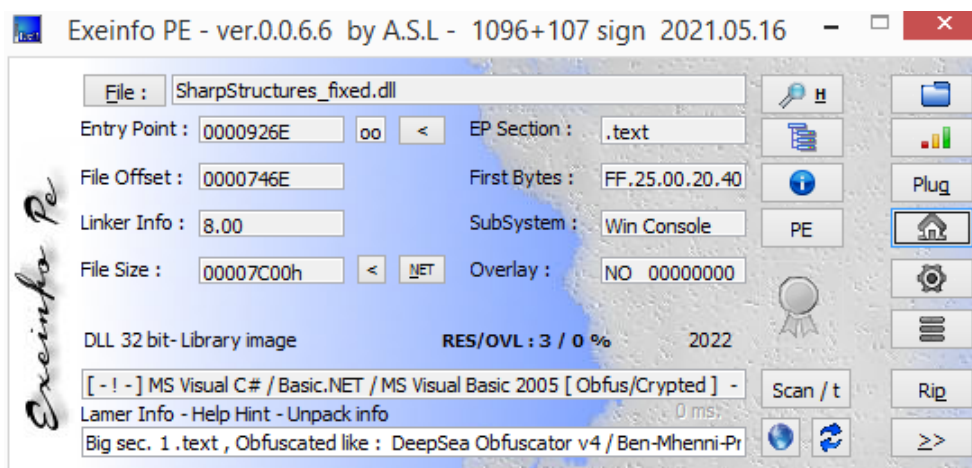 Exeinfo PE - ver.0.0.6.6 by A.S.L - 1096+107 sign 2021.05.16
File : SharpStructures_fixed.dll H
Entry Point : 0000926E oo < EP Section : .text
File Offset : 0000746E First Bytes : FF.25.00.20.40 Plug
Linker Info : 8.00 SubSystem : Win Console PE
File Size : 00007C00h < NET Overlay : NO 00000000
DLL 32 bit- Library image RES/OVL : 3 / 0 % 2022
[ - ! - ] MS Visual C# / Basic.NET / MS Visual Basic 2005 [ Obfus/Crypted ] - Scan / t Rip
Lamer Info - Help Hint - Unpack info 0 ms.
Big sec. 1 .text , Obfuscated like : DeepSea Obfuscator v4 / Ben-Mhenni-Pr >>
Exeinfo Pe